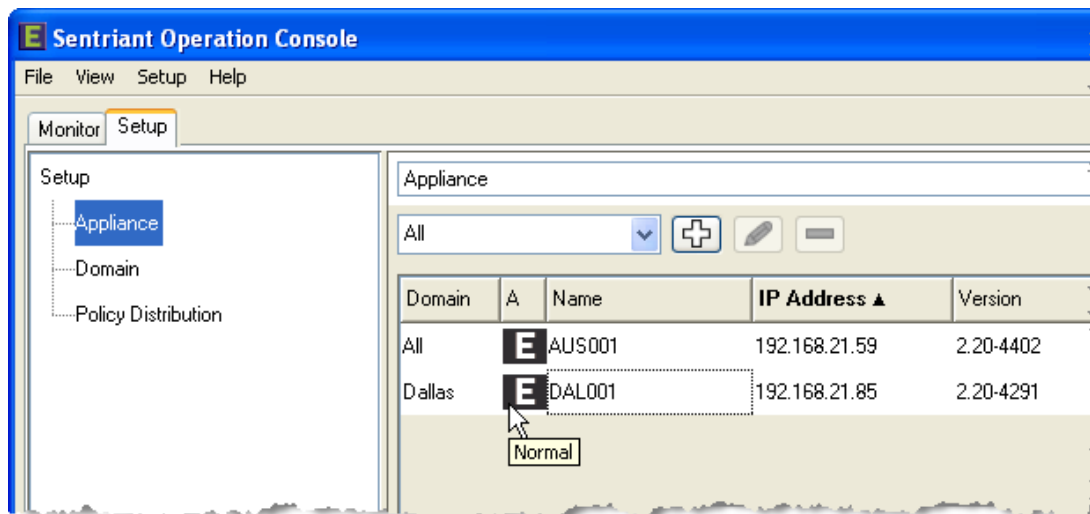 E Sentriant Operation Console
File View Setup Help
Monitor Setup
Setup
Appliance
Domain
Policy Distribution
Appliance
All
Domain A Name IP Address ▲ Version
All E AUS001 192.168.21.59 2.20-4402
Dallas E DAL001 192.168.21.85 2.20-4291
Normal